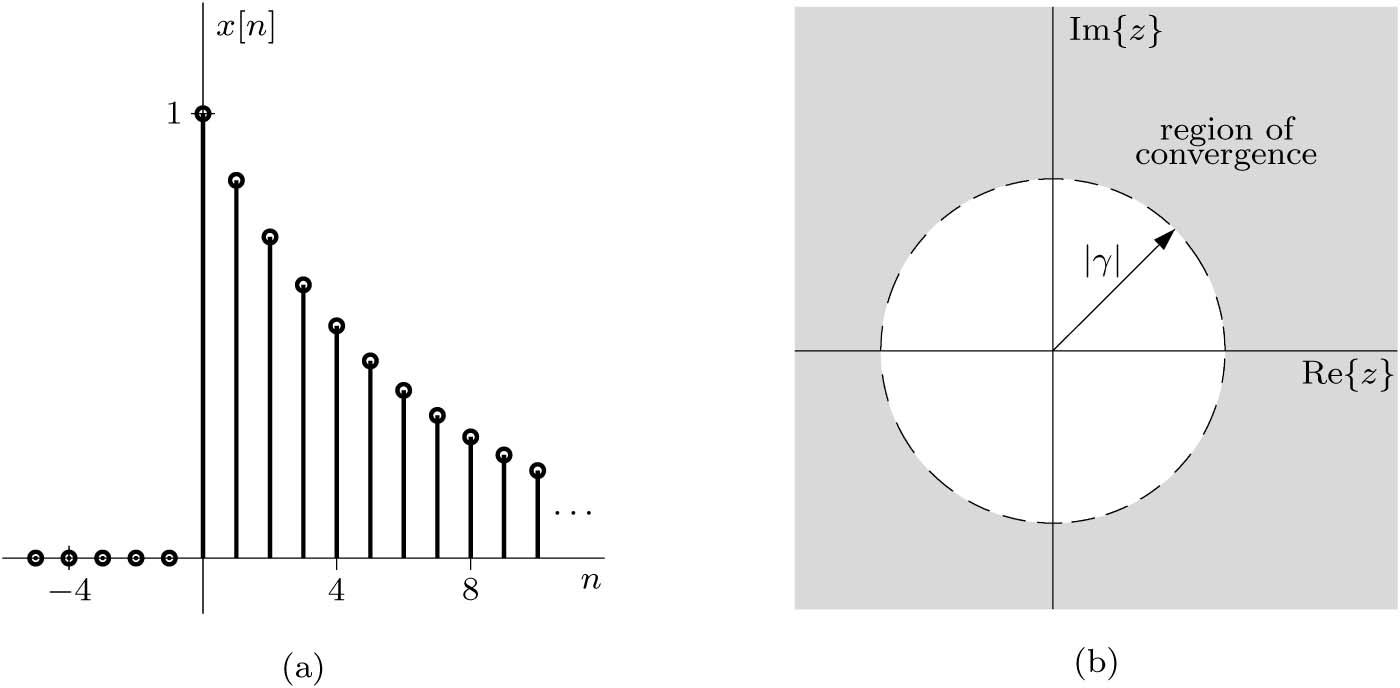 x[n]
1
−4
4
8
n
···
(a)
Im{z}
region of
convergence
|γ|
Re{z}
(b)